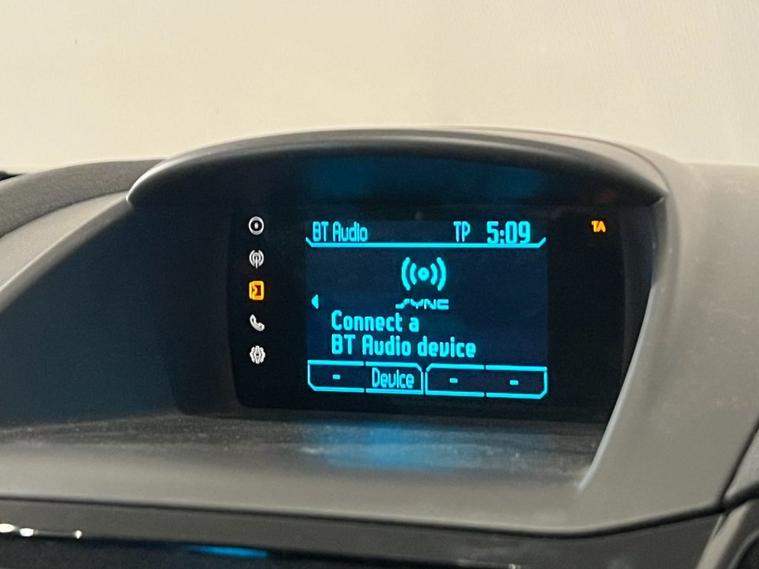 BT Audio TP 5:09 TA
SYNC
Connect a
BT Audio device
- Device - -